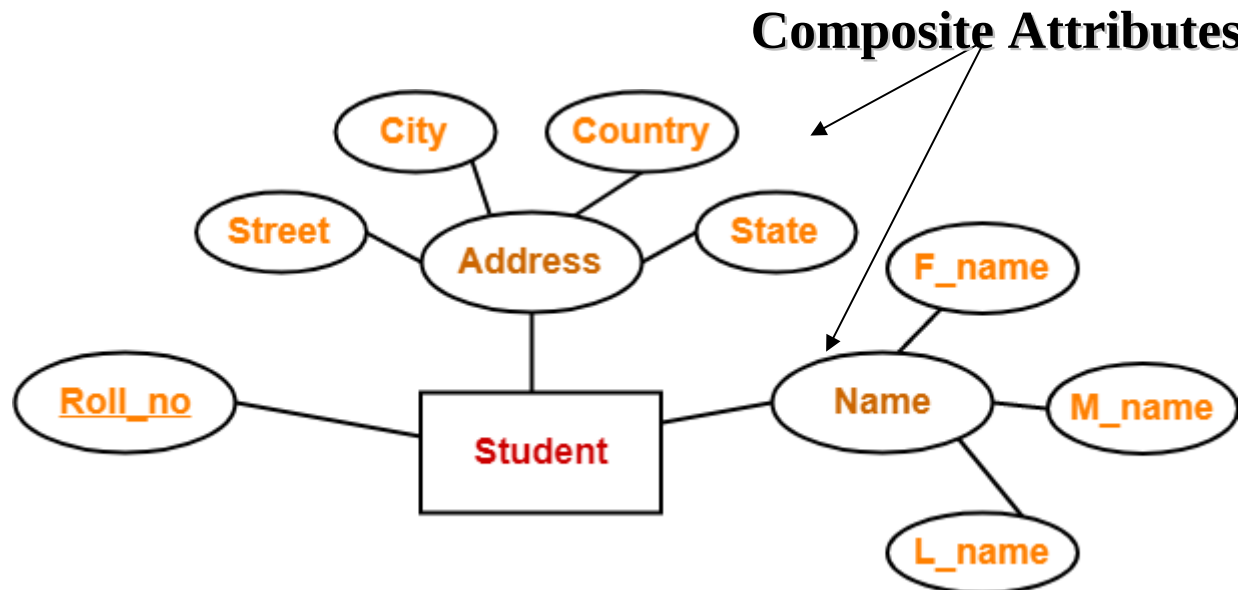 Composite Attributes
City
Country
Street
State
Address
F_name
Roll_no
Name
M_name
Student
L_name